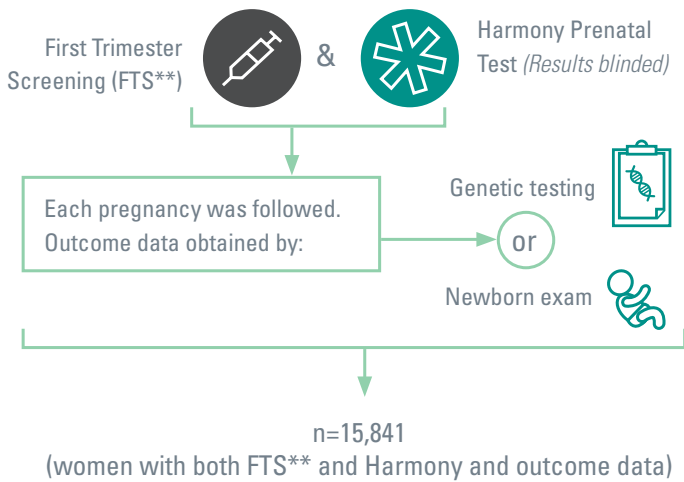 First Trimester
Screening (FTS**)
&
Harmony Prenatal
Test (Results blinded)
Each pregnancy was followed.
Outcome data obtained by:
Genetic testing
or
Newborn exam
n=15,841
(women with both FTS** and Harmony and outcome data)